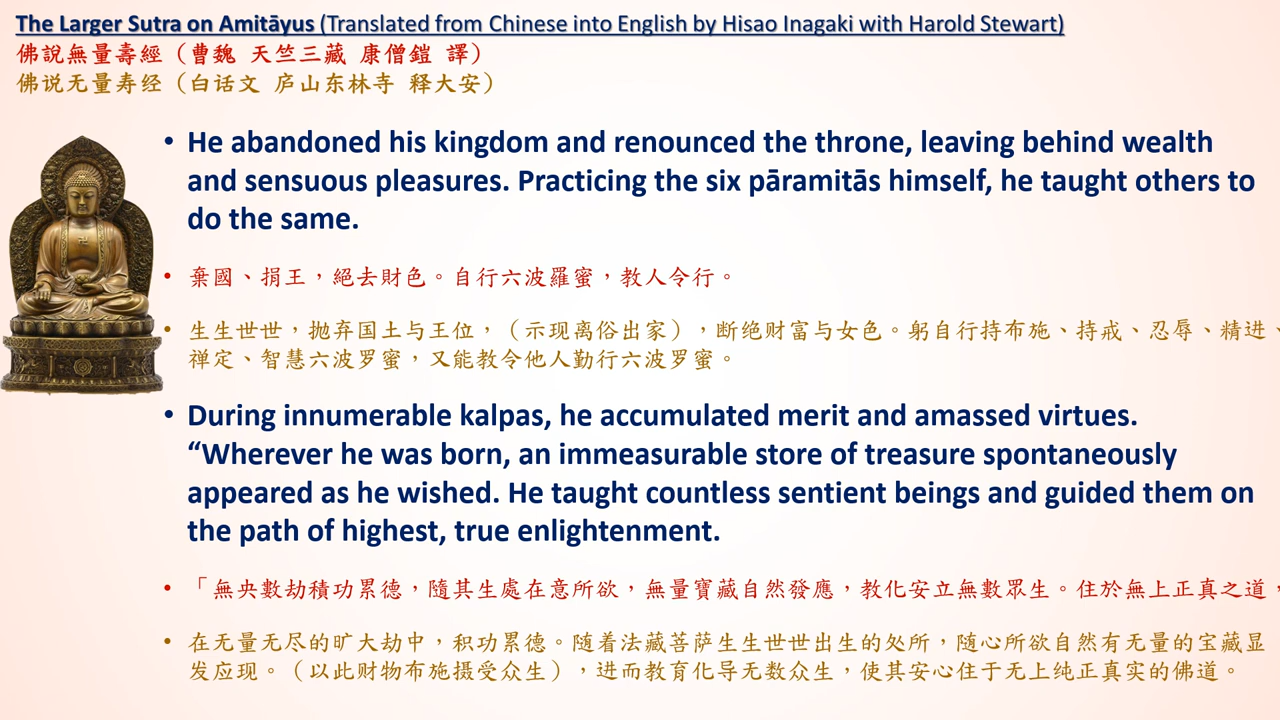 The Larger Sutra on Amitāyus (Translated from Chinese into English by Hisao Inagaki with Harold Stewart)
佛說無量壽經（曹魏 天竺三藏 康僧鎧 譯）
佛说无量寿经（白话文 庐山东林寺 释大安）
• He abandoned his kingdom and renounced the throne, leaving behind wealth
and sensuous pleasures. Practicing the six pāramitās himself, he taught others to
do the same.
• 棄國、捐王，絕去財色。自行六波羅蜜，教人令行。
• 生生世世，抛弃国土与王位，（示现离俗出家），断绝财富与女色。躬自行持布施、持戒、忍辱、精进、
禅定、智慧六波罗蜜，又能教令他人勤行六波罗蜜。
• During innumerable kalpas, he accumulated merit and amassed virtues.
“Wherever he was born, an immeasurable store of treasure spontaneously
appeared as he wished. He taught countless sentient beings and guided them on
the path of highest, true enlightenment.
• 「無央數劫積功累德，隨其生處在意所欲，無量寶藏自然發應，教化安立無數眾生。住於無上正真之道，
• 在无量无尽的旷大劫中，积功累德。随着法藏菩萨生生世世出生的处所，随心所欲自然有无量的宝藏显
发应现。（以此财物布施摄受众生），进而教育化导无数众生，使其安心住于无上纯正真实的佛道。